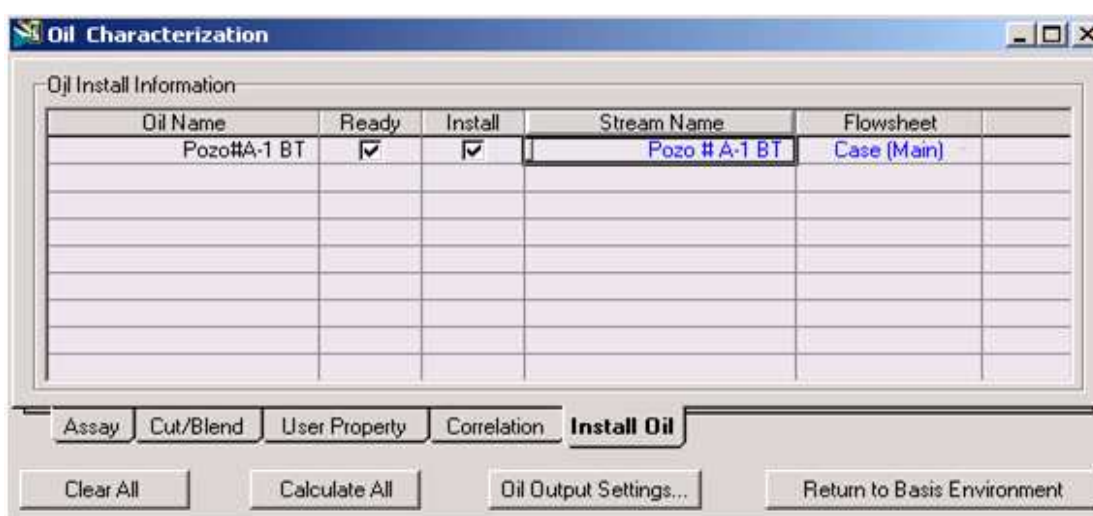 Oil Characterization
Oil Install Information
Oil Name Ready Install Stream Name Flowsheet
Pozo#A-1 BT Pozo # A-1 BT Case (Main)
Assay Cut/Blend User Property Correlation Install Oil
Clear All Calculate All Oil Output Settings... Return to Basis Environment